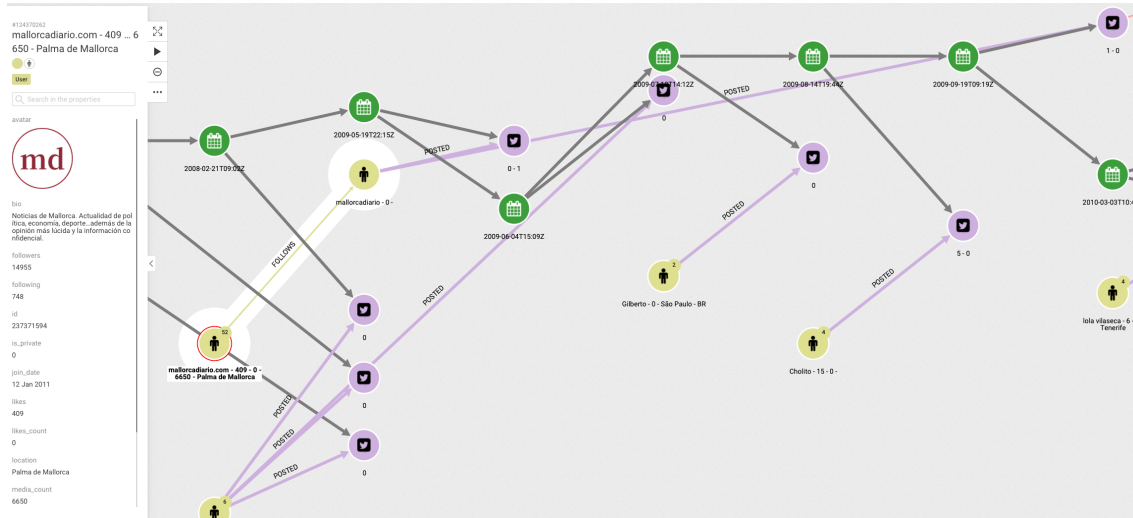 #124370262
mallorcadiario.com - 409 ... 6
650 - Palma de Mallorca
User
Search in the properties
avatar
md
bio
Noticias de Mallorca. Actualidad de pol
ítica, economía, deporte...además de la
opinión más lúcida y la información co
nfidencial.
followers
14955
following
748
id
237371594
is_private
0
join_date
12 Jan 2011
likes
409
likes_count
0
location
Palma de Mallorca
media_count
6650
1 - 0
2009-08-14T19:44Z
2009-09-19T09:19Z
POSTED
0
2009-05-19T22:15Z
2008-02-21T09:02Z
POSTED
0 - 1
0
mallorcadiario - 0 -
2010-03-03T10:4
POSTED
2009-06-04T15:09Z
FOLLOWS
5 - 0
POSTED
2
Gilberto - 0 - São Paulo - BR
POSTED
4
lola vilaseca - 6 -
Tenerife
0
52
mallorcadiario.com - 409 - 0 -
6650 - Palma de Mallorca
4
Cholito - 15 - 0 -
0
POSTED
POSTED
0
POSTED
6